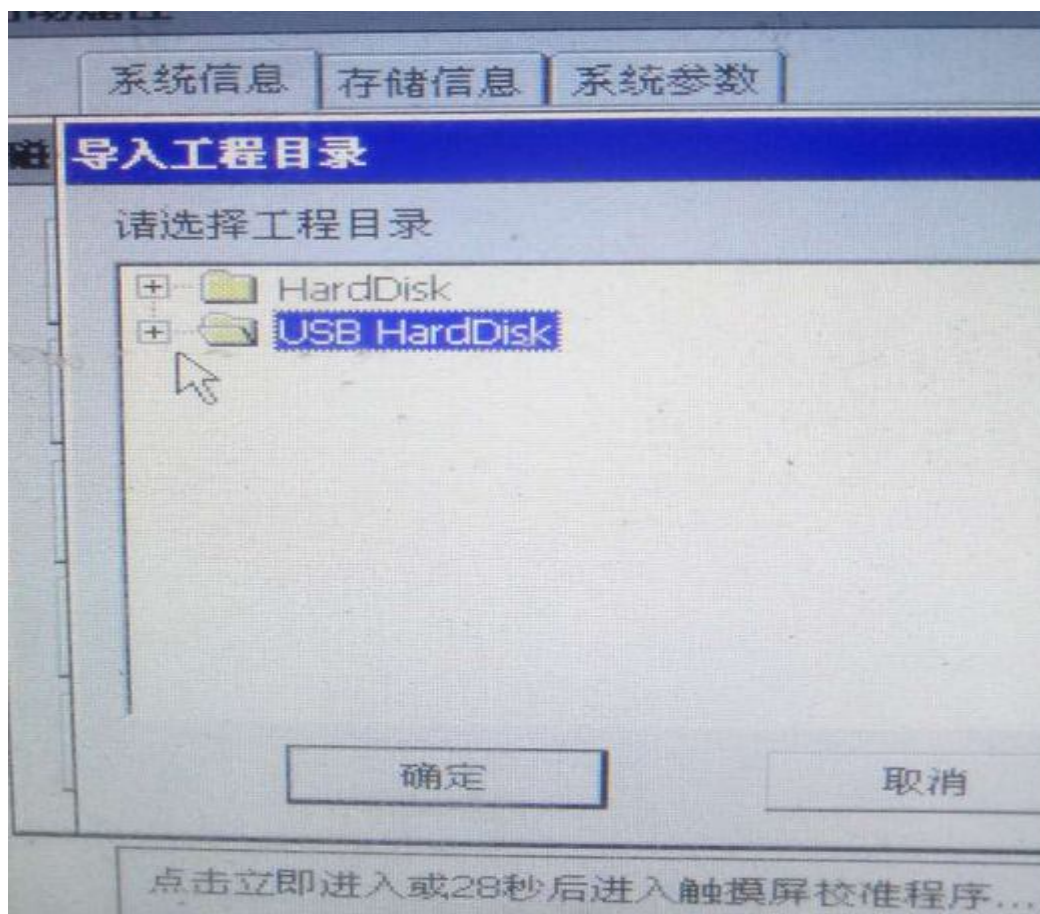 系统信息 存储信息 系统参数
导入工程目录
请选择工程目录
HardDisk
USB HardDisk
确定 取消
点击立即进入或28秒后进入触摸屏校准程序...